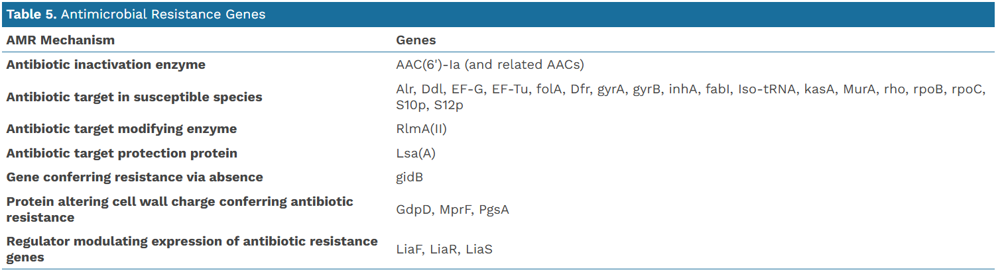 Table 5. Antimicrobial Resistance Genes
AMR Mechanism Genes
Antibiotic inactivation enzyme AAC(6')-Ia (and related AACs)
Antibiotic target in susceptible species Alr, Ddl, EF-G, EF-Tu, folA, Dfr, gyrA, gyrB, inhA, fabI, Iso-tRNA, kasA, MurA, rho, rpoB, rpoC,
S10p, S12p
Antibiotic target modifying enzyme RlmA(II)
Antibiotic target protection protein Lsa(A)
Gene conferring resistance via absence gidB
Protein altering cell wall charge conferring antibiotic
resistance GdpD, MprF, PgsA
Regulator modulating expression of antibiotic resistance
genes LiaF, LiaR, LiaS